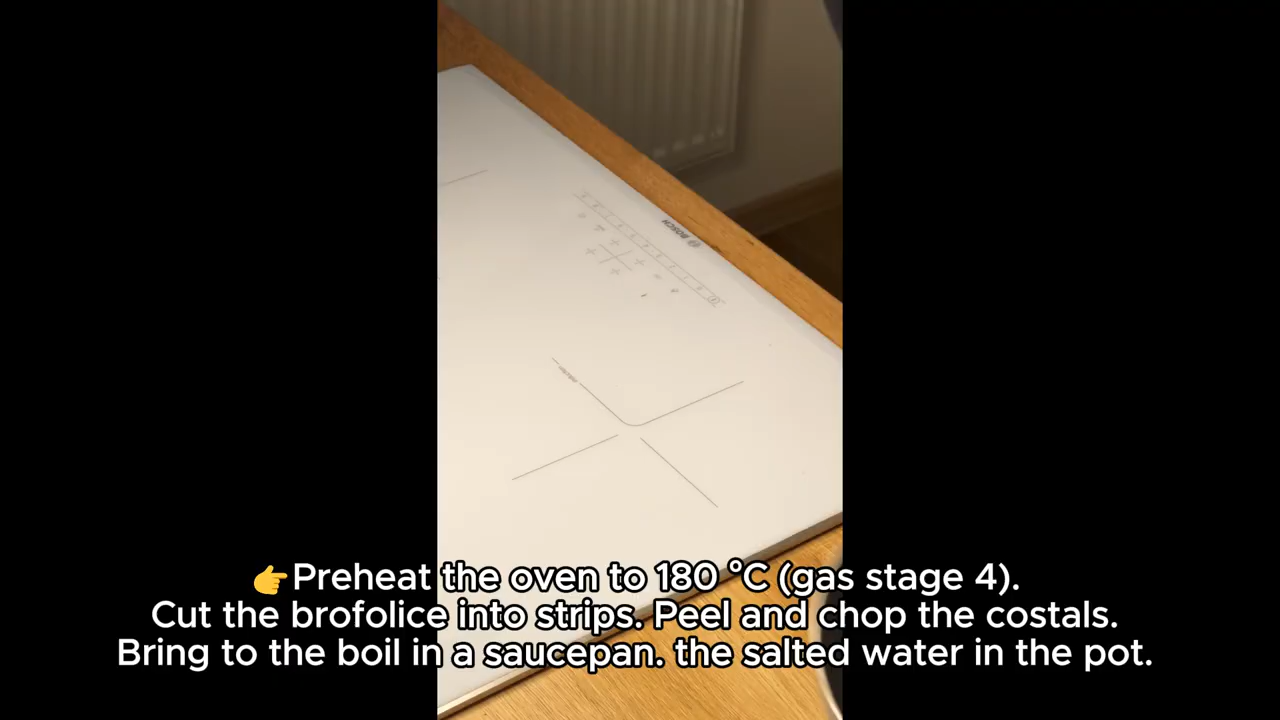 BOSCH
👉Preheat the oven to 180 °C (gas stage 4).
Cut the brofolice into strips. Peel and chop the costals.
Bring to the boil in a saucepan. the salted water in the pot.